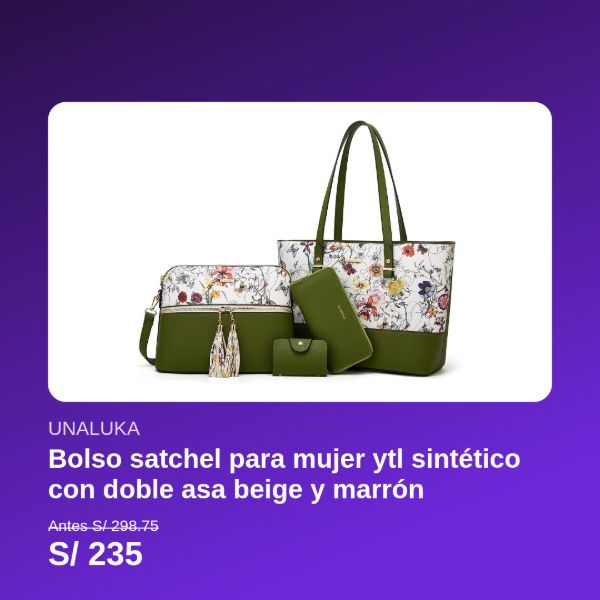 UNALUKA
Bolso satchel para mujer ytl sintético
con doble asa beige y marrón
Antes S/ 298.75
S/ 235